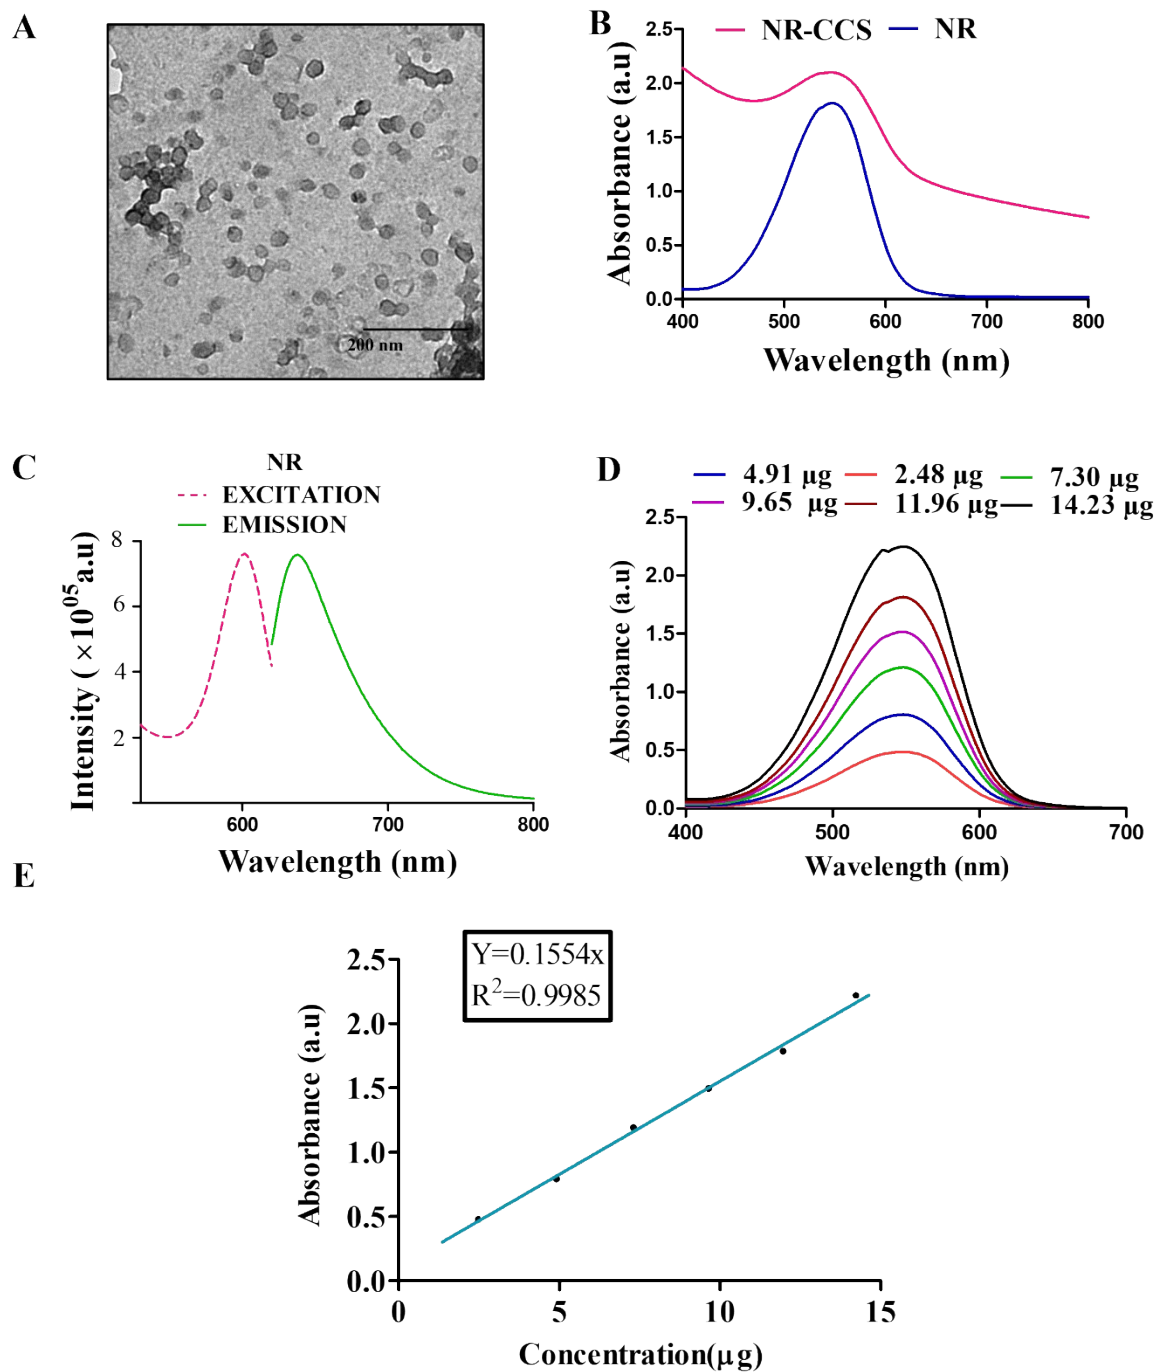 A
200 nm
B
NR-CCS NR
Absorbance (a.u)
2.5
2.0
1.5
1.0
0.5
0.0
400 500 600 700 800
Wavelength (nm)
C
NR
EXCITATION
EMISSION
Intensity ( ×10⁰⁵a.u)
8
6
4
2
600 700 800
Wavelength (nm)
D
4.91 µg 2.48 µg 7.30 µg
9.65 µg 11.96 µg 14.23 µg
Absorbance (a.u)
2.5
2.0
1.5
1.0
0.5
0.0
400 500 600 700
Wavelength (nm)
E
Y=0.1554x
R²=0.9985
Absorbance (a.u)
2.5
2.0
1.5
1.0
0.5
0.0
0 5 10 15
Concentration(µg)